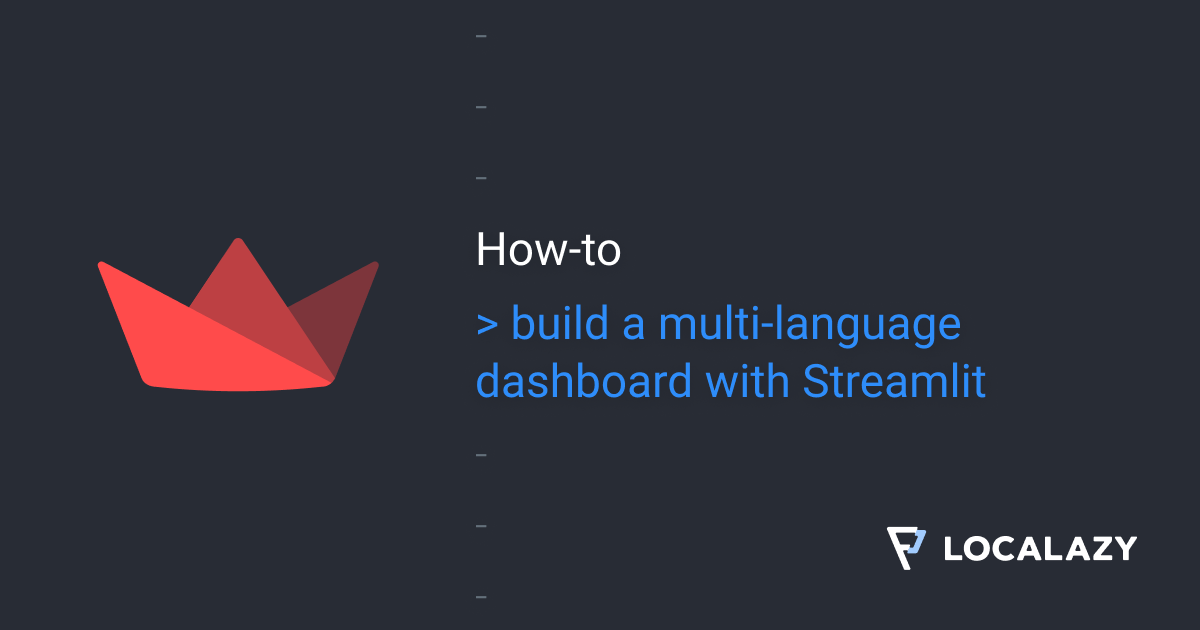 How-to
> build a multi-language
dashboard with Streamlit
LOCALAZY